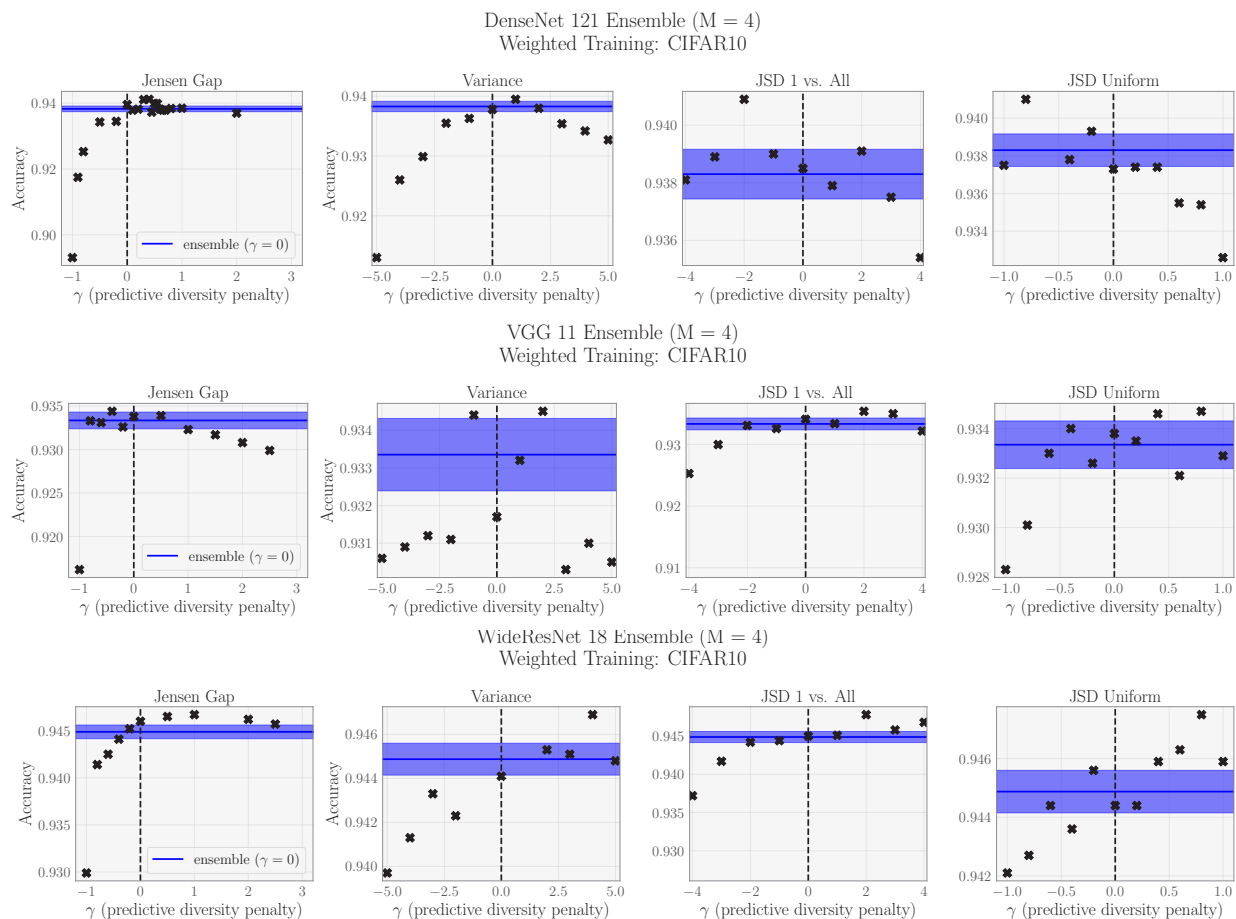 DenseNet 121 Ensemble (M = 4)
Weighted Training: CIFAR10
Jensen Gap
Variance
JSD 1 vs. All
JSD Uniform
Accuracy
0.94
0.92
0.90
ensemble (γ = 0)
−1 0 1 2 3
γ (predictive diversity penalty)
0.94
0.93
0.92
−5.0 −2.5 0.0 2.5 5.0
γ (predictive diversity penalty)
0.940
0.938
0.936
−4 −2 0 2 4
γ (predictive diversity penalty)
0.940
0.938
0.936
0.934
−1.0 −0.5 0.0 0.5 1.0
γ (predictive diversity penalty)
VGG 11 Ensemble (M = 4)
Weighted Training: CIFAR10
Jensen Gap
Variance
JSD 1 vs. All
JSD Uniform
Accuracy
0.935
0.930
0.925
0.920
ensemble (γ = 0)
−1 0 1 2 3
γ (predictive diversity penalty)
Accuracy
0.934
0.933
0.932
0.931
−5.0 −2.5 0.0 2.5 5.0
γ (predictive diversity penalty)
0.93
0.92
0.91
−4 −2 0 2 4
γ (predictive diversity penalty)
0.934
0.932
0.930
0.928
−1.0 −0.5 0.0 0.5 1.0
γ (predictive diversity penalty)
WideResNet 18 Ensemble (M = 4)
Weighted Training: CIFAR10
Jensen Gap
Variance
JSD 1 vs. All
JSD Uniform
Accuracy
0.945
0.940
0.935
0.930
ensemble (γ = 0)
−1 0 1 2 3
γ (predictive diversity penalty)
0.946
0.944
0.942
0.940
−5.0 −2.5 0.0 2.5 5.0
γ (predictive diversity penalty)
0.945
0.940
0.935
0.930
−4 −2 0 2 4
γ (predictive diversity penalty)
0.946
0.944
0.942
−1.0 −0.5 0.0 0.5 1.0
γ (predictive diversity penalty)